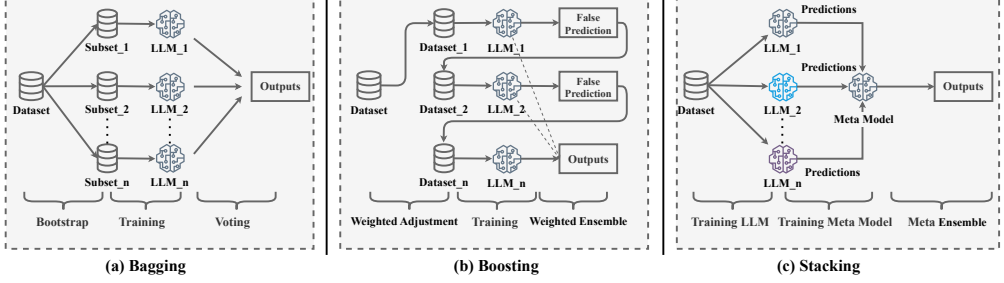 Dataset
Subset_1
LLM_1
Subset_2
LLM_2
Subset_n
LLM_n
Outputs
Bootstrap
Training
Voting
(a) Bagging
Dataset
Dataset_1
LLM_1
False
Prediction
Dataset_2
LLM_2
False
Prediction
Dataset_n
LLM_n
Outputs
Weighted Adjustment
Training
Weighted Ensemble
(b) Boosting
Dataset
LLM_1
Predictions
LLM_2
Predictions
LLM_n
Predictions
Meta Model
Outputs
Training LLM
Training Meta Model
Meta Ensemble
(c) Stacking